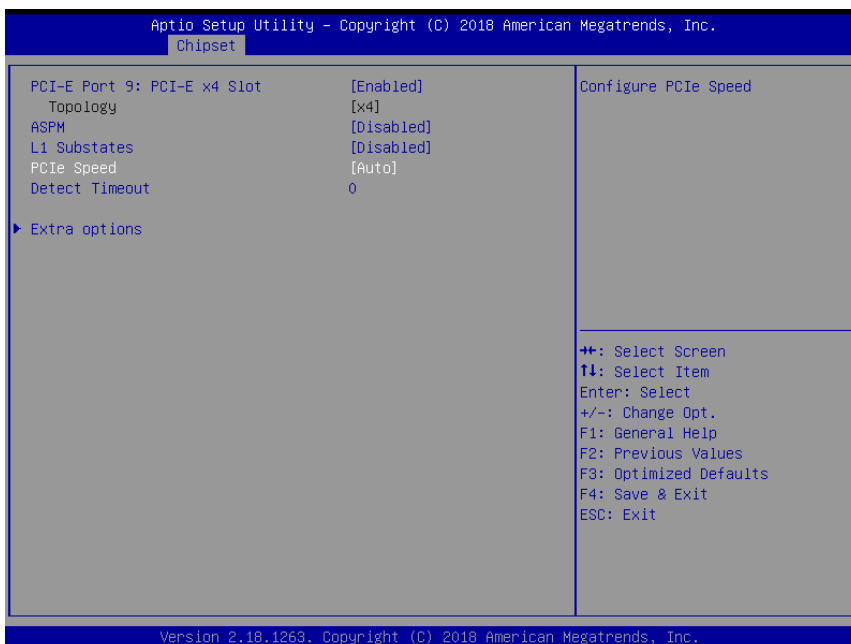 Aptio Setup Utility – Copyright (C) 2018 American Megatrends, Inc.
Chipset
PCI-E Port 9: PCI-E x4 Slot [Enabled]
Topology [x4]
ASPM [Disabled]
L1 Substates [Disabled]
PCIe Speed [Auto]
Detect Timeout 0
Extra options
Configure PCIe Speed
→←: Select Screen
↑↓: Select Item
Enter: Select
+/-: Change Opt.
F1: General Help
F2: Previous Values
F3: Optimized Defaults
F4: Save & Exit
ESC: Exit
Version 2.18.1263. Copyright (C) 2018 American Megatrends, Inc.